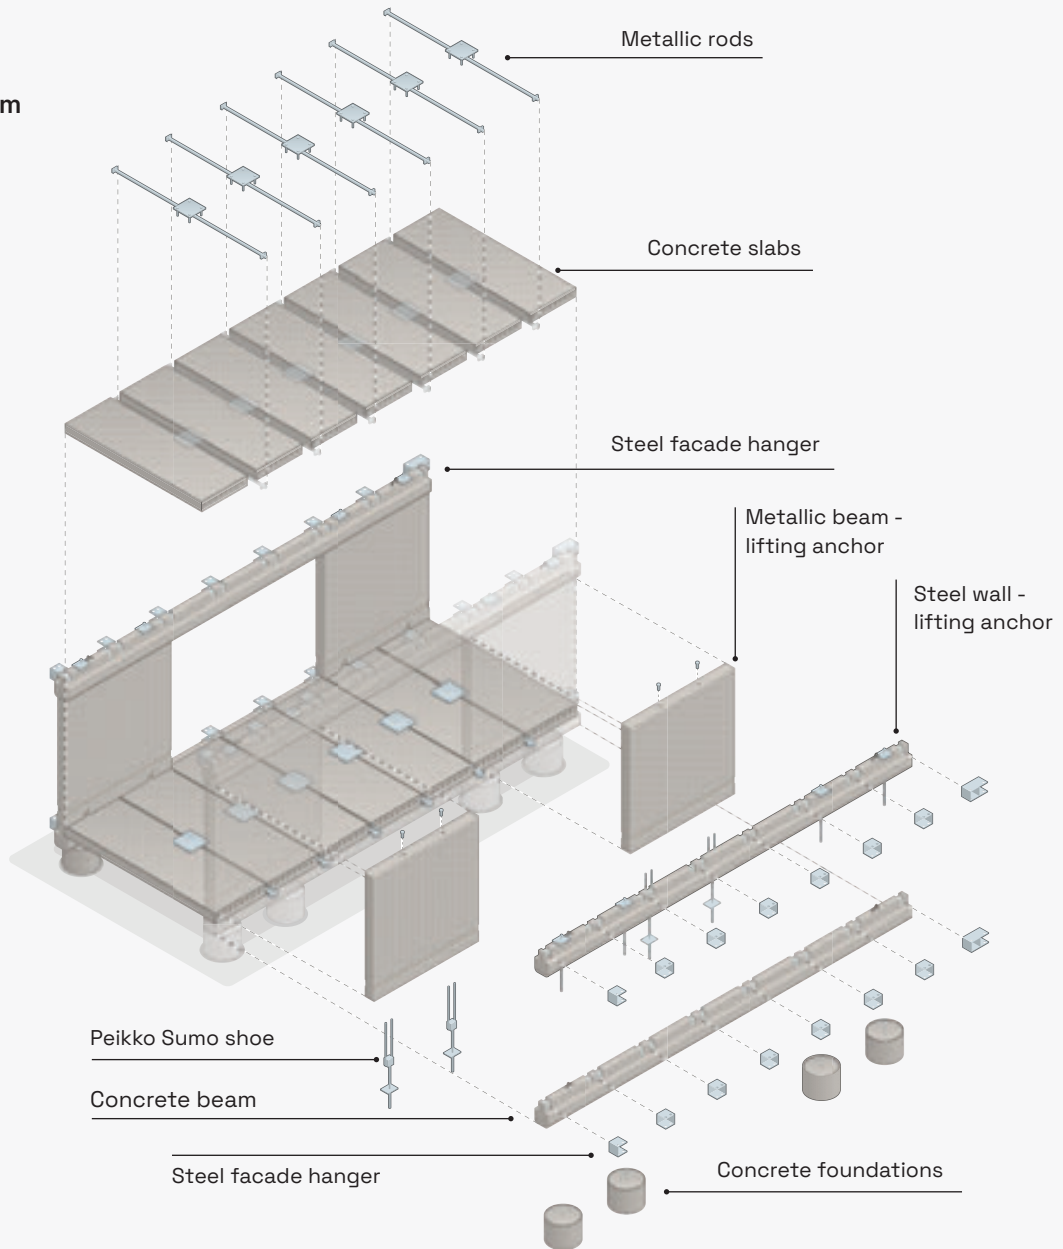 Metallic rods
m
Concrete slabs
Steel facade hanger
Metallic beam -
lifting anchor
Steel wall -
lifting anchor
Peikko Sumo shoe
Concrete beam
Steel facade hanger
Concrete foundations